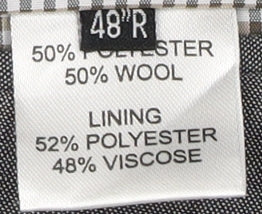 48"R
50% POLYESTER
50% WOOL
LINING
52% POLYESTER
48% VISCOSE